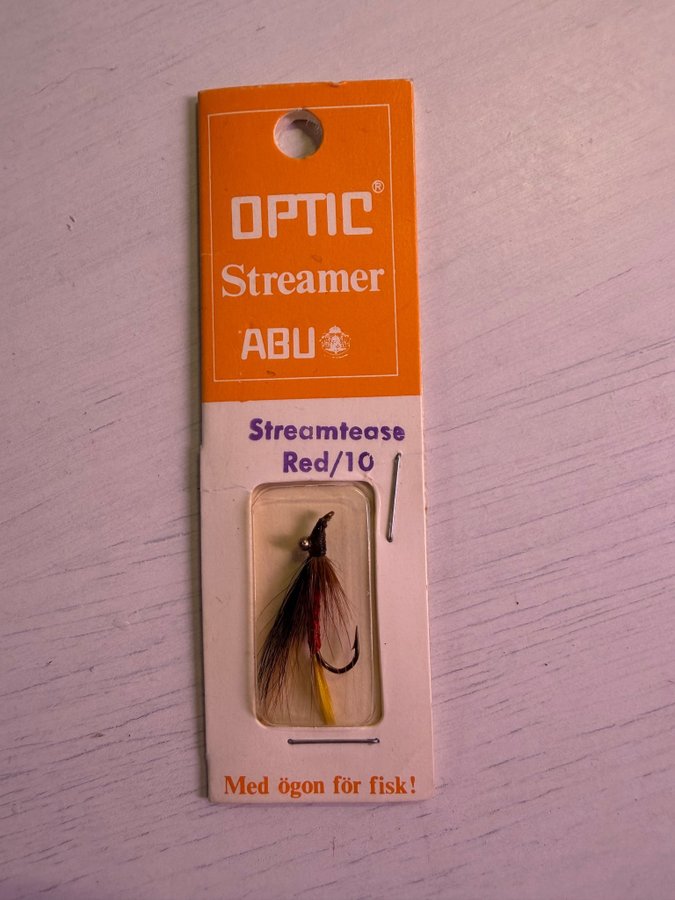 OPTIC®
Streamer
ABU
Streamtease
Red/10
Med ögon för fisk!